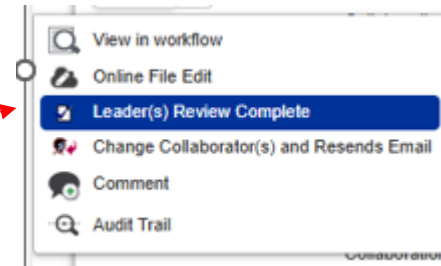 View in workflow
Online File Edit
Leader(s) Review Complete
Change Collaborator(s) and Resends Email
Comment
Audit Trail